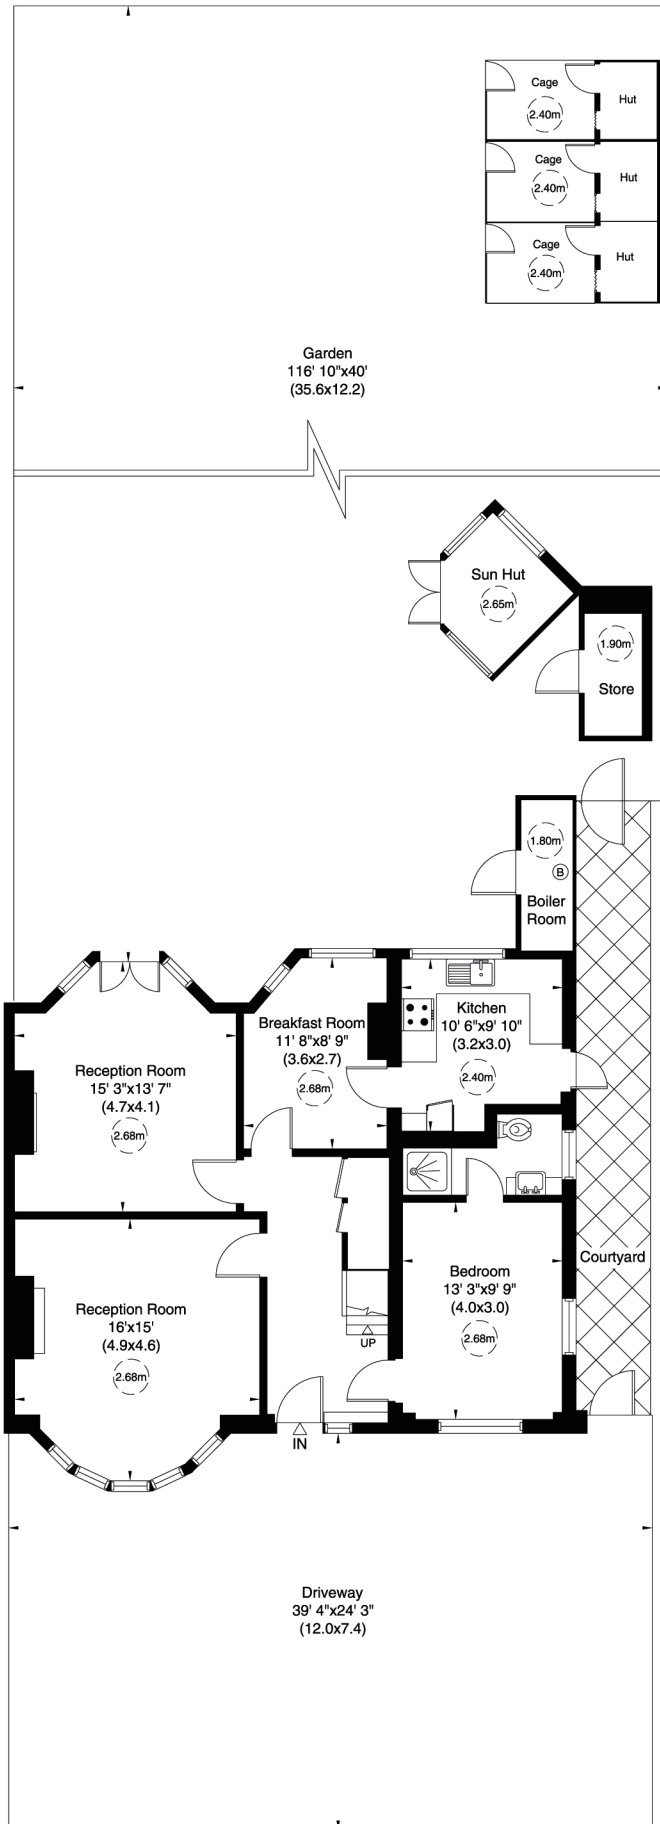 Cage
2.40m
Hut
Cage
2.40m
Hut
Cage
2.40m
Hut
Garden
116' 10"x40'
(35.6x12.2)
Sun Hut
2.65m
1.90m
Store
1.80m
B
Boiler
Room
Kitchen
10' 6"x9' 10"
(3.2x3.0)
2.40m
Breakfast Room
11' 8"x8' 9"
(3.6x2.7)
2.68m
Reception Room
15' 3"x13' 7"
(4.7x4.1)
2.68m
Courtyard
Bedroom
13' 3"x9' 9"
(4.0x3.0)
2.68m
Reception Room
16'x15'
(4.9x4.6)
2.68m
UP
IN
Driveway
39' 4"x24' 3"
(12.0x7.4)